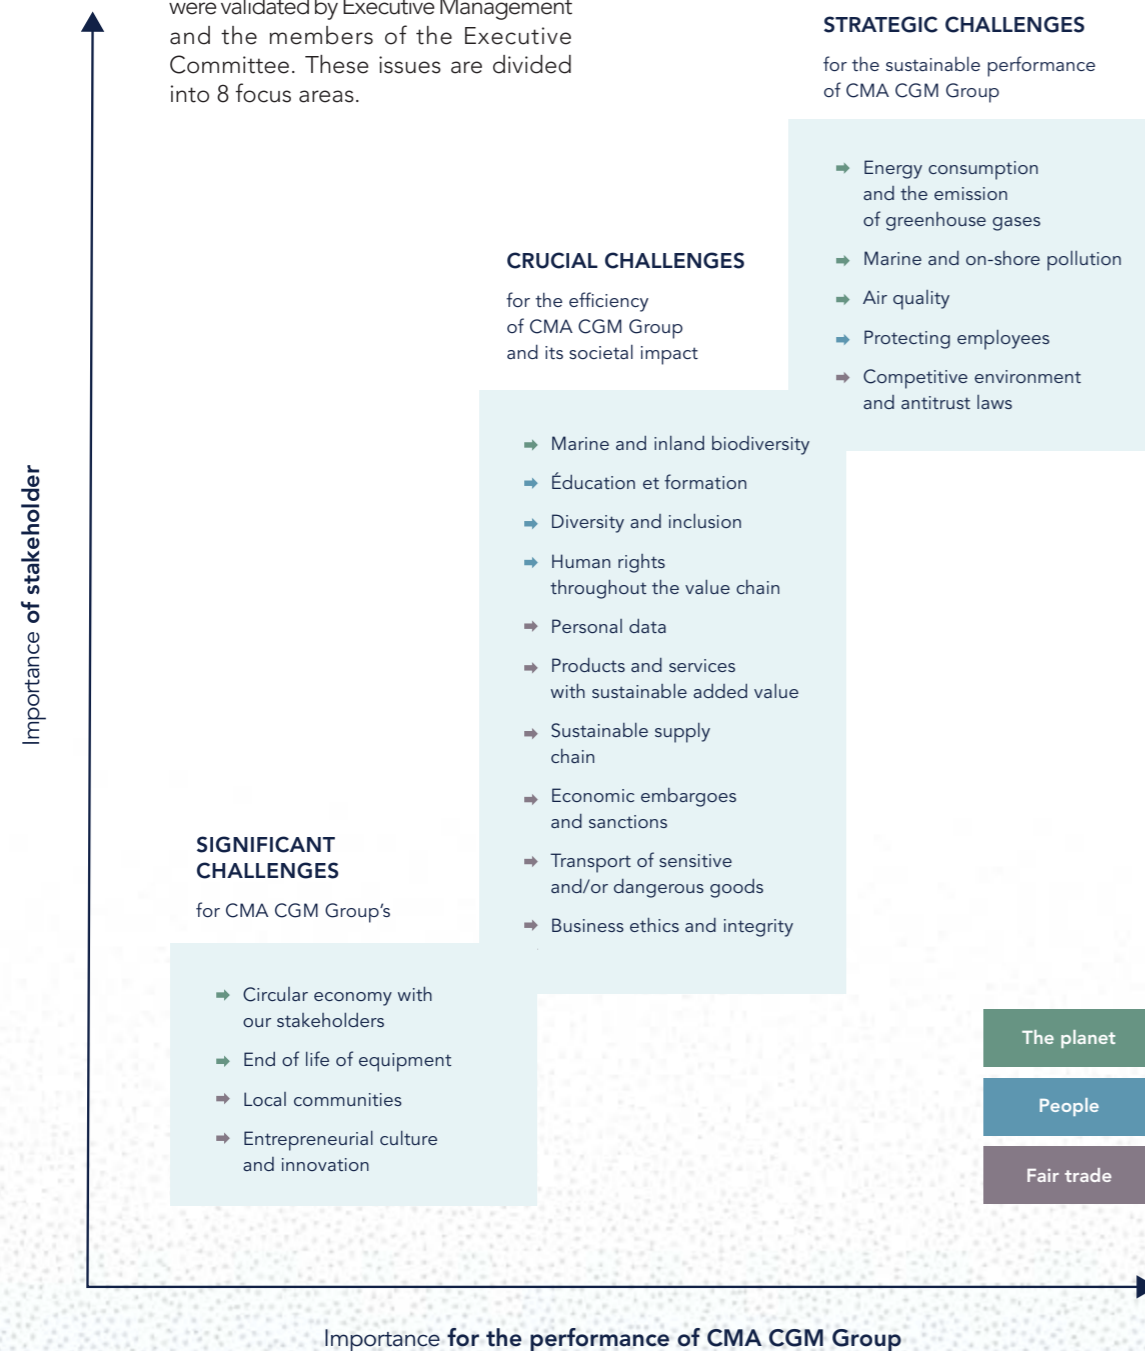 were validated by Executive Management
and the members of the Executive
Committee. These issues are divided
into 8 focus areas.
STRATEGIC CHALLENGES
for the sustainable performance
of CMA CGM Group
Energy consumption
and the emission
of greenhouse gases
Marine and on-shore pollution
Air quality
Protecting employees
Competitive environment
and antitrust laws
CRUCIAL CHALLENGES
for the efficiency
of CMA CGM Group
and its societal impact
Marine and inland biodiversity
Éducation et formation
Diversity and inclusion
Human rights
throughout the value chain
Personal data
Products and services
with sustainable added value
Sustainable supply
chain
Economic embargoes
and sanctions
Transport of sensitive
and/or dangerous goods
Business ethics and integrity
SIGNIFICANT
CHALLENGES
for CMA CGM Group’s
Circular economy with
our stakeholders
End of life of equipment
Local communities
Entrepreneurial culture
and innovation
The planet
People
Fair trade
Importance of stakeholder
Importance for the performance of CMA CGM Group